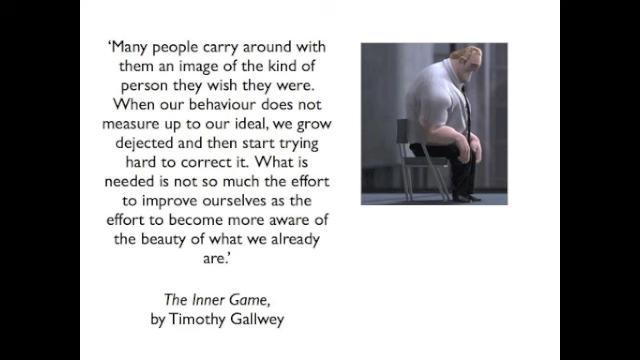 ‘Many people carry around with
them an image of the kind of
person they wish they were.
When our behaviour does not
measure up to our ideal, we grow
dejected and then start trying
hard to correct it. What is
needed is not so much the effort
to improve ourselves as the
effort to become more aware of
the beauty of what we already
are.’
The Inner Game,
by Timothy Gallwey